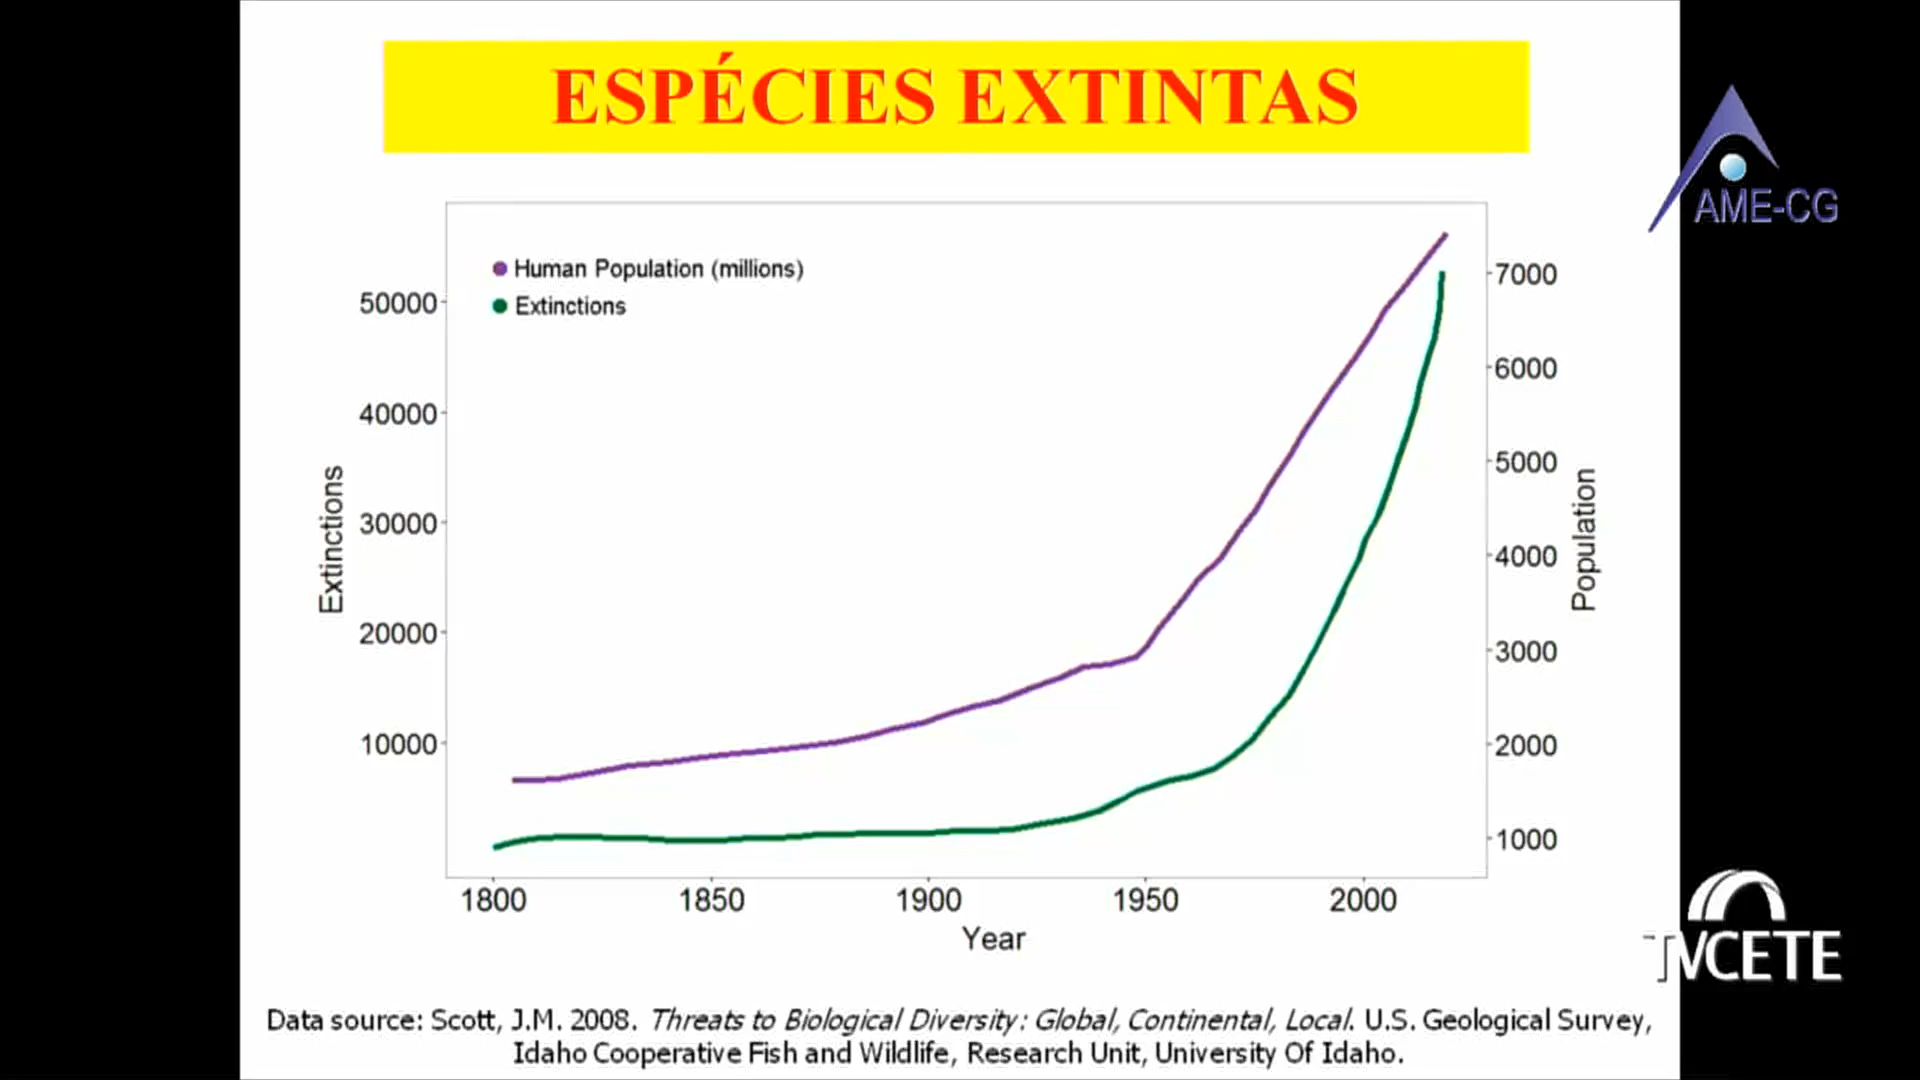 ESPÉCIES EXTINTAS
AME-CG
Human Population (millions)
Extinctions
50000
40000
30000
20000
10000
Extinctions
7000
6000
5000
4000
3000
2000
1000
Population
1800 1850 1900 1950 2000
Year
TVCETE
Data source: Scott, J.M. 2008. Threats to Biological Diversity: Global, Continental, Local. U.S. Geological Survey,
Idaho Cooperative Fish and Wildlife, Research Unit, University Of Idaho.